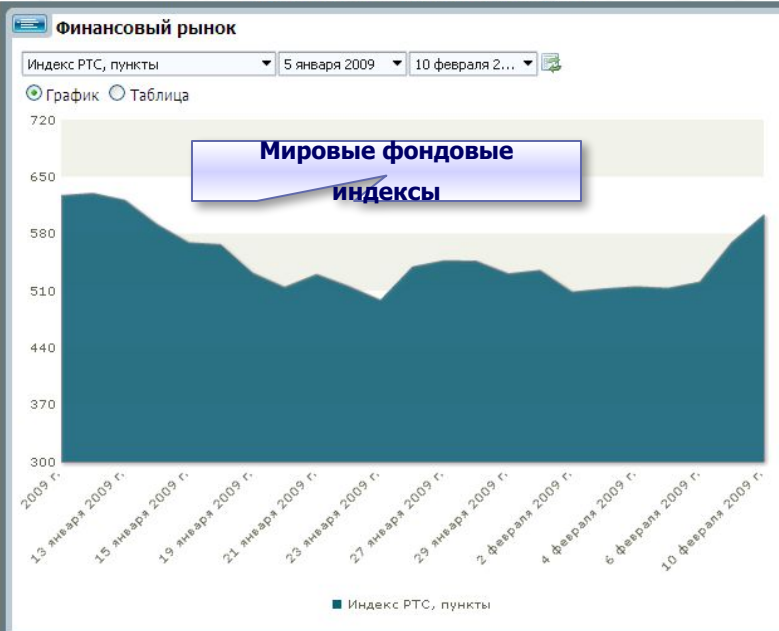 Финансовый рынок
Индекс РТС, пункты 5 января 2009 10 февраля 2...
График Таблица
Мировые фондовые
индексы
720
650
580
510
440
370
300
2009 г.
13 января 2009 г.
15 января 2009 г.
19 января 2009 г.
21 января 2009 г.
23 января 2009 г.
27 января 2009 г.
29 января 2009 г.
2 февраля 2009 г.
4 февраля 2009 г.
6 февраля 2009 г.
10 февраля 2009 г.
Индекс РТС, пункты